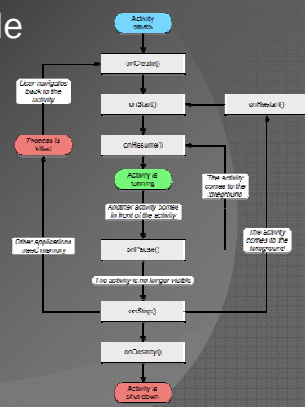 le
Activity
starts
onCreate()
User navigates
back to the
activity
onStart()
onRestart()
onResume()
Process is
killed
Activity is
running
The activity
comes to the
foreground
Another activity comes
in front of the activity
The activity
comes to the
foreground
Other applications
need memory
onPause()
The activity is no longer visible
onStop()
onDestroy()
Activity is
shut down